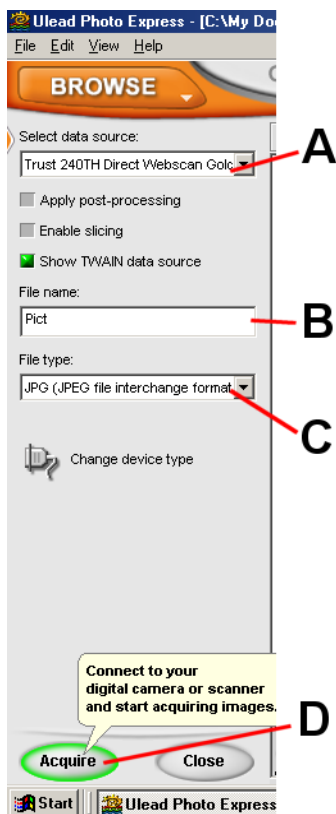 Ulead Photo Express - [C:\My Do
File Edit View Help
BROWSE
Select data source:
A
Trust 240TH Direct Webscan Gold
Apply post-processing
Enable slicing
Show TWAIN data source
File name:
Pict
B
File type:
JPG (JPEG file interchange format
C
Change device type
Connect to your
digital camera or scanner
and start acquiring images.
D
Acquire Close
Start Ulead Photo Express